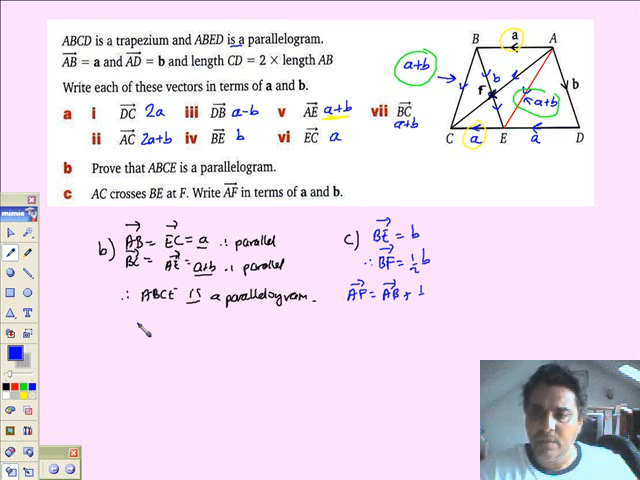 ABCD is a trapezium and ABED is a parallelogram.
AB = a and AD = b and length CD = 2 × length AB
Write each of these vectors in terms of a and b.
a i DC 2a iii DB a-b v AE a+b vii BC a+b
ii AC 2a+b iv BE b vi EC a
b Prove that ABCE is a parallelogram.
c AC crosses BE at F. Write AF in terms of a and b.
B a A
a+b
b F b
a+b
C a E a D
b) AB = EC = a ∴ parallel
BC = AE = a+b ∴ parallel
∴ ABCE is a parallelogram.
c) BE = b
∴ BF = 1/2 b
AF = AB + 1
mimio